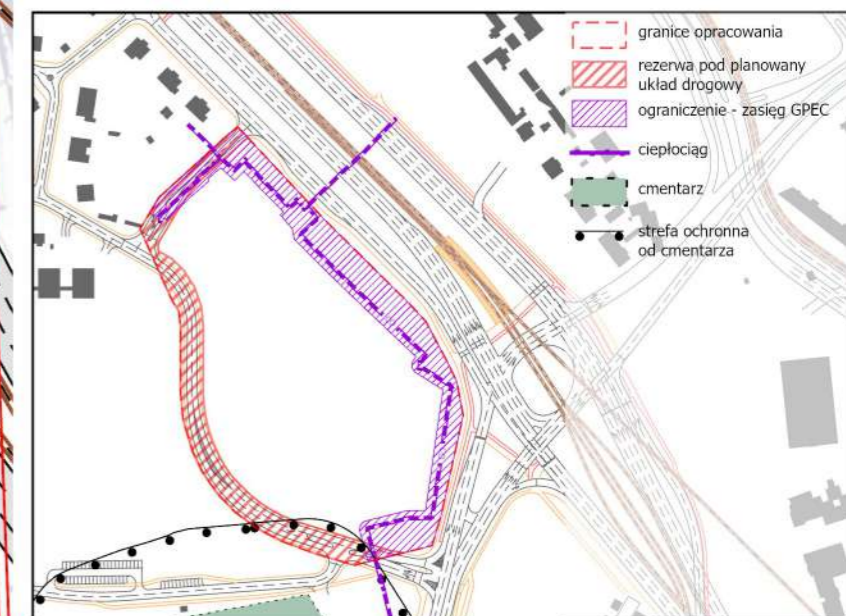 granice opracowania
rezerwa pod planowany
układ drogowy
ograniczenie - zasięg GPEC
ciepłociąg
cmentarz
strefa ochronna
od cmentarza